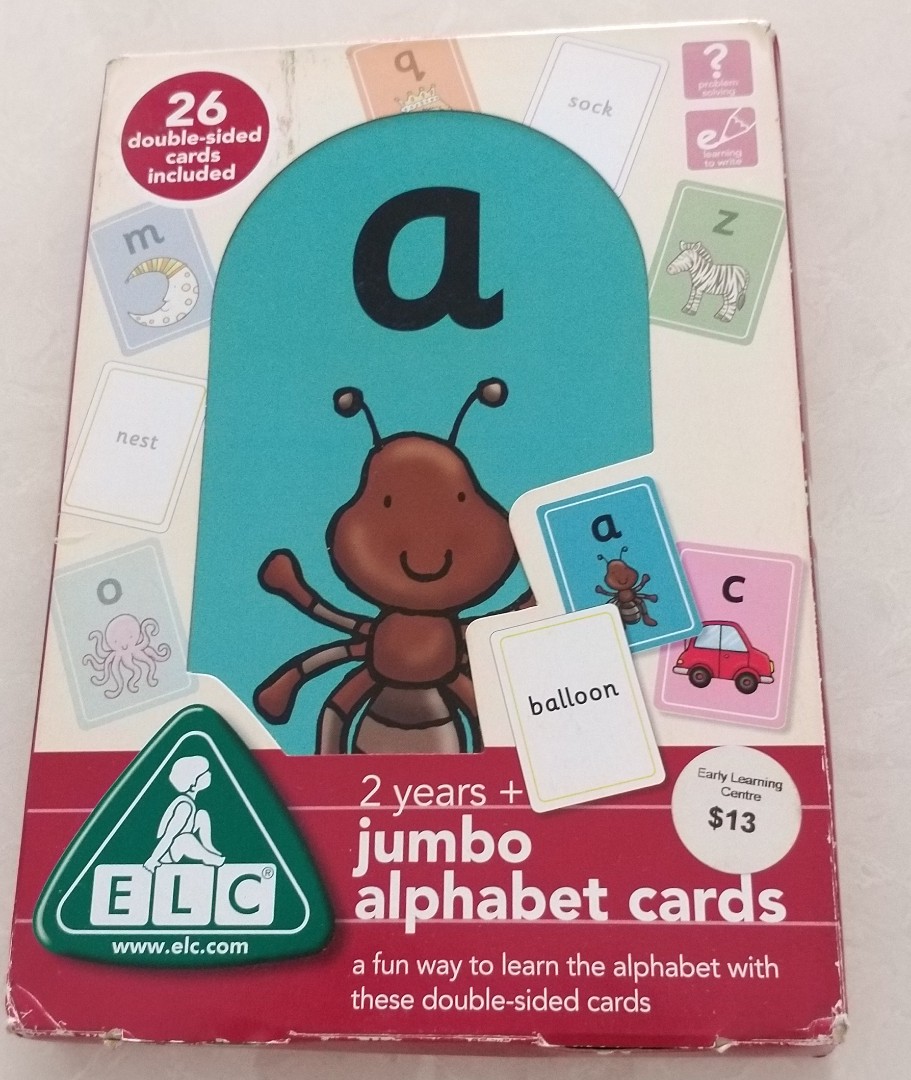 26
double-sided
cards
included
q
sock
?
problem
solving
e
learning
to write
m
a
z
nest
o
a
c
balloon
2 years +
jumbo
alphabet cards
a fun way to learn the alphabet with
these double-sided cards
Early Learning
Centre
$13
ELC®
www.elc.com